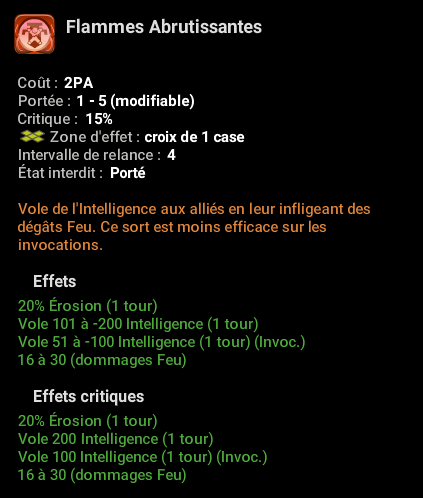 Flammes Abrutissantes
Coût : 2PA
Portée : 1 - 5 (modifiable)
Critique : 15%
Zone d'effet : croix de 1 case
Intervalle de relance : 4
État interdit : Porté
Vole de l'Intelligence aux alliés en leur infligeant des
dégâts Feu. Ce sort est moins efficace sur les
invocations.
Effets
20% Érosion (1 tour)
Vole 101 à -200 Intelligence (1 tour)
Vole 51 à -100 Intelligence (1 tour) (Invoc.)
16 à 30 (dommages Feu)
Effets critiques
20% Érosion (1 tour)
Vole 200 Intelligence (1 tour)
Vole 100 Intelligence (1 tour) (Invoc.)
16 à 30 (dommages Feu)